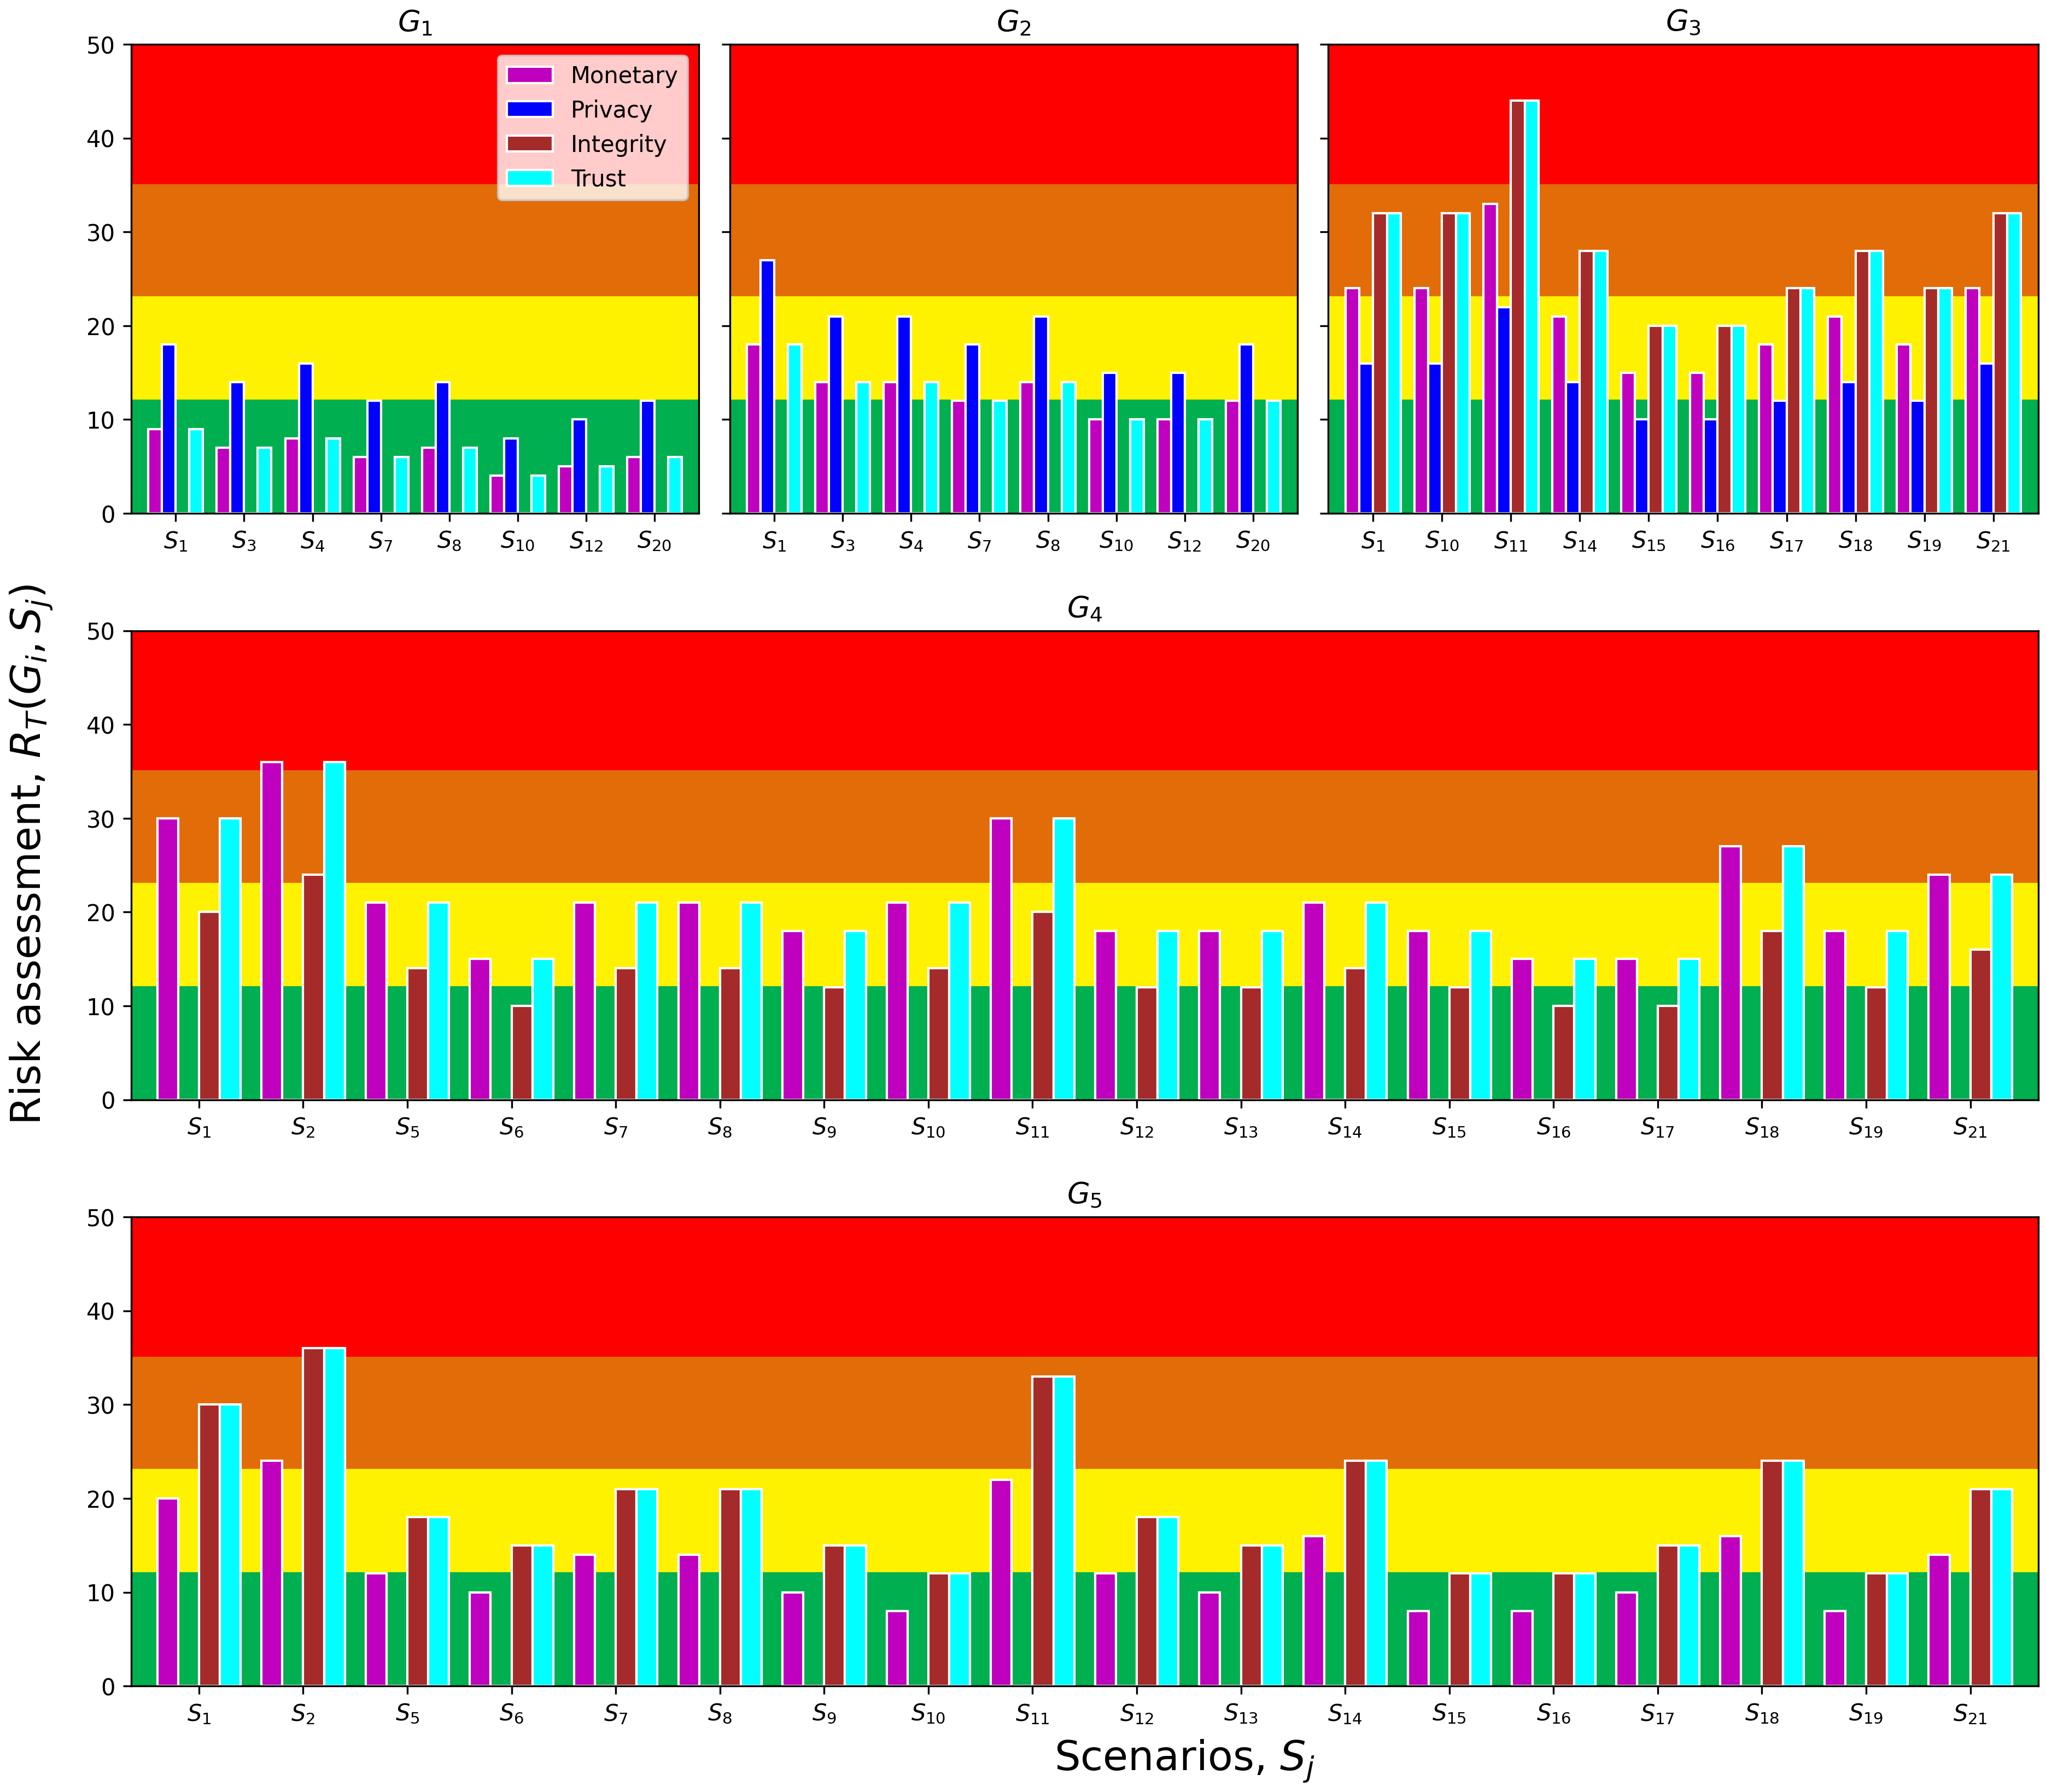 G1 G2 G3
50
40
30
20
10
0
Monetary
Privacy
Integrity
Trust
S1 S3 S4 S7 S8 S10 S12 S20
S1 S3 S4 S7 S8 S10 S12 S20
S1 S10 S11 S14 S15 S16 S17 S18 S19 S21
Risk assessment, RT(Gi, Sj)
G4
50
40
30
20
10
0
S1 S2 S5 S6 S7 S8 S9 S10 S11 S12 S13 S14 S15 S16 S17 S18 S19 S21
G5
50
40
30
20
10
0
S1 S2 S5 S6 S7 S8 S9 S10 S11 S12 S13 S14 S15 S16 S17 S18 S19 S21
Scenarios, Sj